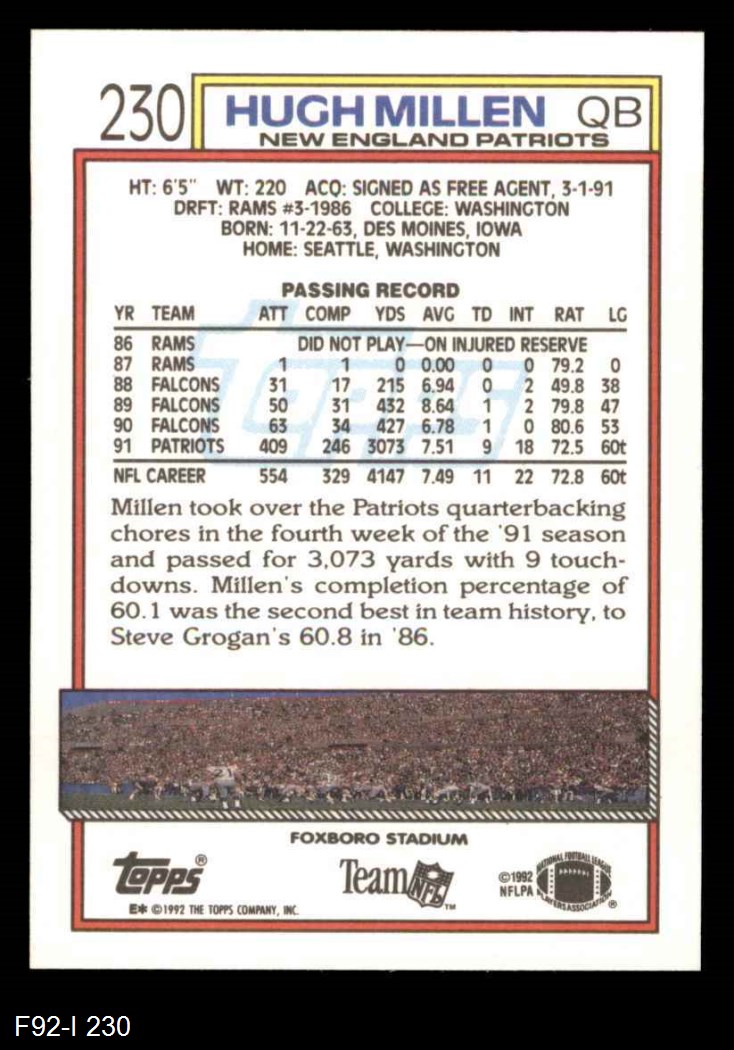 230 HUGH MILLEN QB
NEW ENGLAND PATRIOTS
HT: 6'5" WT: 220 ACQ: SIGNED AS FREE AGENT, 3-1-91
DRFT: RAMS #3-1986 COLLEGE: WASHINGTON
BORN: 11-22-63, DES MOINES, IOWA
HOME: SEATTLE, WASHINGTON
PASSING RECORD
YR TEAM ATT COMP YDS AVG TD INT RAT LG
86 RAMS DID NOT PLAY—ON INJURED RESERVE
87 RAMS 1 1 0 0.00 0 0 79.2 0
88 FALCONS 31 17 215 6.94 0 2 49.8 38
89 FALCONS 50 31 432 8.64 1 2 79.8 47
90 FALCONS 63 34 427 6.78 1 0 80.6 53
91 PATRIOTS 409 246 3073 7.51 9 18 72.5 60t
NFL CAREER 554 329 4147 7.49 11 22 72.8 60t
Topps
Millen took over the Patriots quarterbacking
chores in the fourth week of the '91 season
and passed for 3,073 yards with 9 touch-
downs. Millen's completion percentage of
60.1 was the second best in team history, to
Steve Grogan's 60.8 in '86.
21
FOXBORO STADIUM
Topps®
Team NFL™
©1992
NFLPA
NATIONAL FOOTBALL LEAGUE
PLAYERS ASSOCIATION ®
E* ©1992 THE TOPPS COMPANY, INC.
F92-I 230